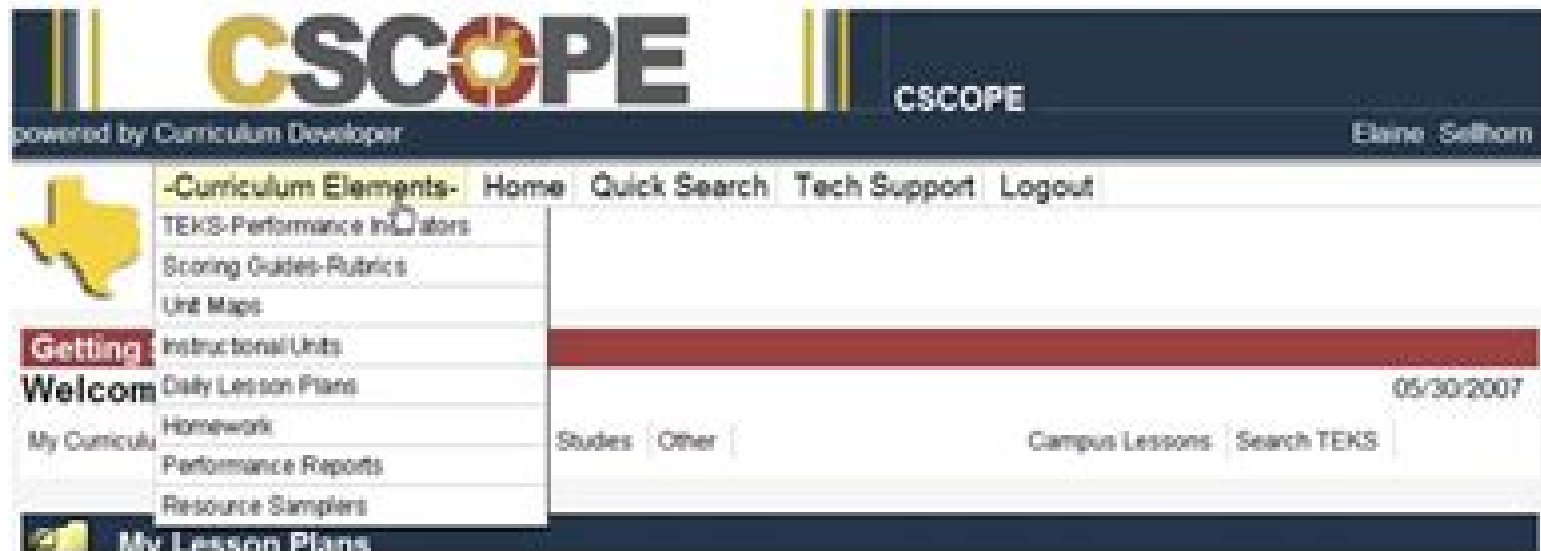 CSCOPE
CSCOPE
powered by Curriculum Developer Elaine Sellhorn
-Curriculum Elements- Home Quick Search Tech Support Logout
TEKS-Performance
Scoring Guides-Rubrics
Unit Maps
Getting Instructional Units
Welcom Daily Lesson Plans 05/30/2007
Homework
My Curriculu Studies Other Campus Lessons Search TEKS
Performance Reports
Resource Samplers
My Lesson Plans